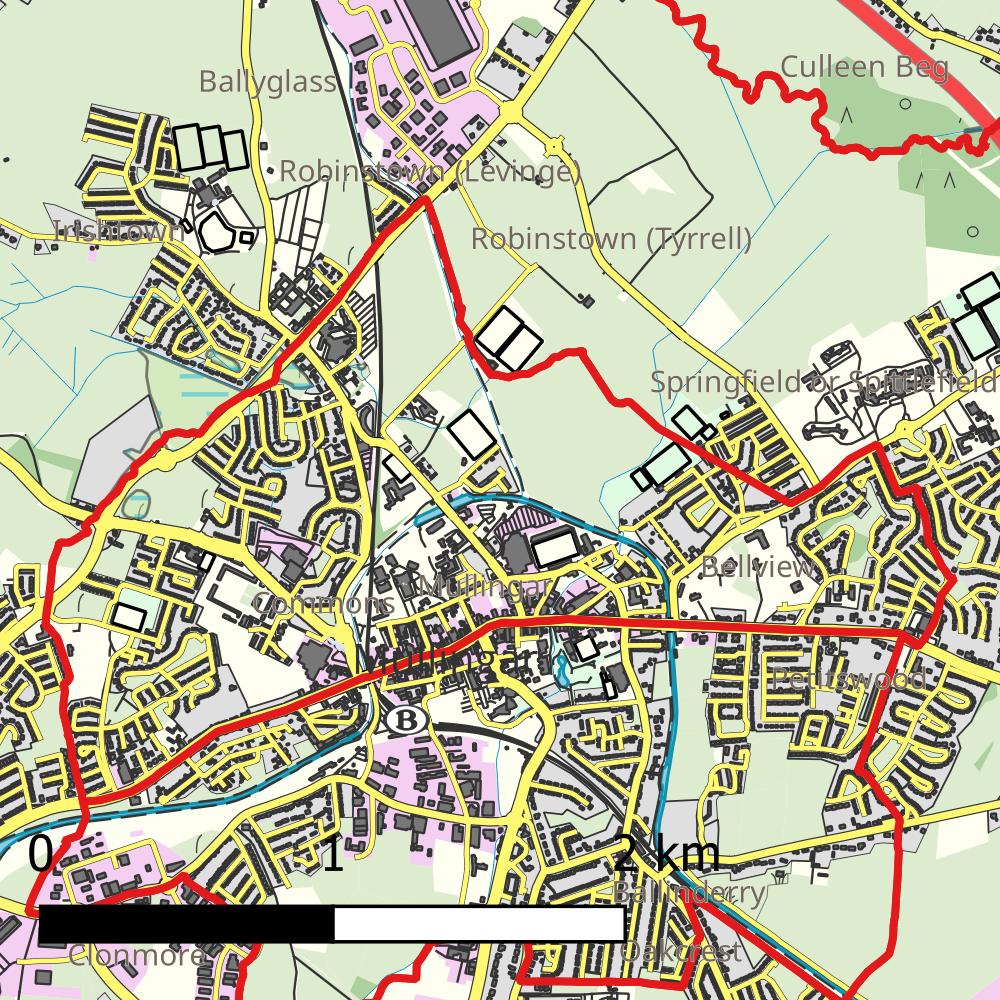 Culleen Beg
Ballyglass
Robinstown (Levinge)
Irishtown
Robinstown (Tyrrell)
Springfield or Spittlefield
Bellview
Mullingar
Commons
Mullingar
Petitswood
B
0 1 2 km
Ballinderry
Oakcrest
Clonmore